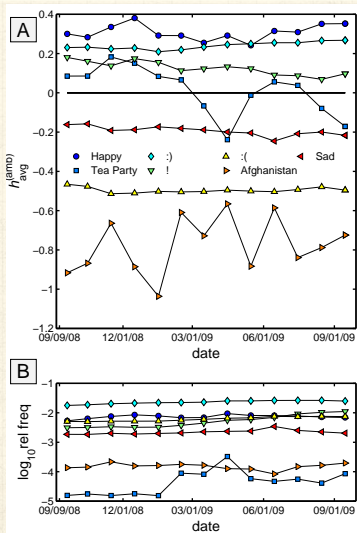 A
0.4
0.2
0
−0.2
−0.4
−0.6
−0.8
−1
−1.2
h(amb)avg
Happy :) :( Sad
Tea Party ! Afghanistan
09/09/08 12/01/08 03/01/09 06/01/09 09/01/09
date
B
−1
−2
−3
−4
−5
log10rel freq
09/09/08 12/01/08 03/01/09 06/01/09 09/01/09
date